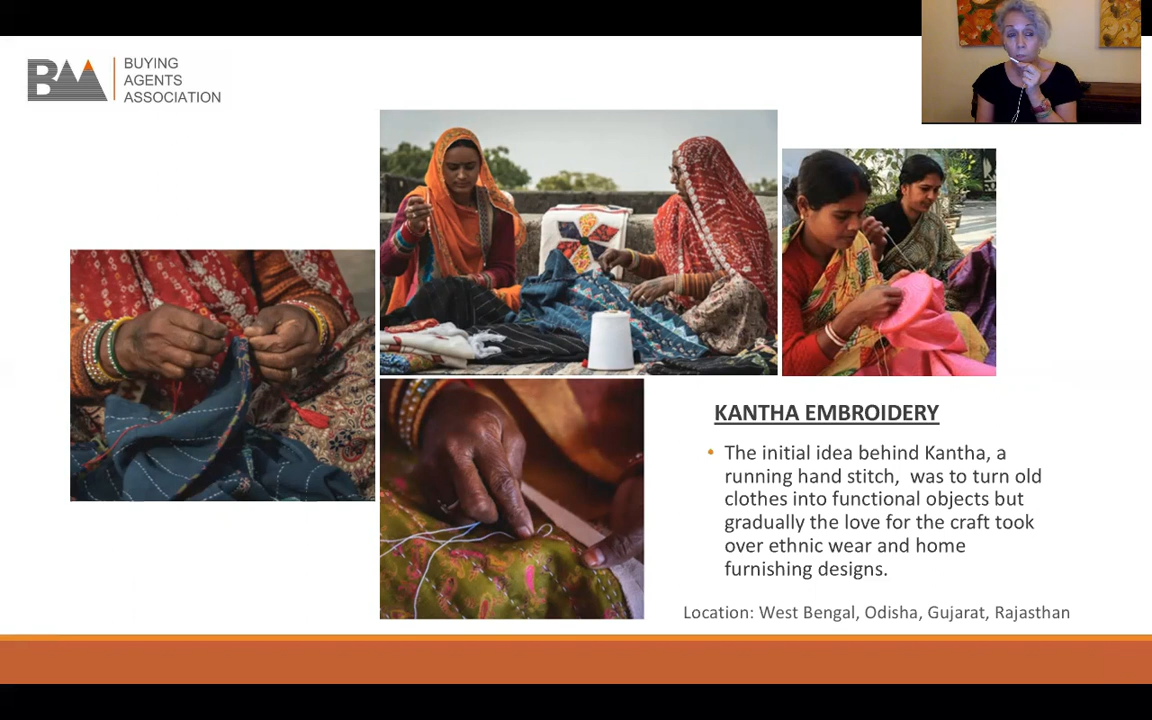 BAA
BUYING
AGENTS
ASSOCIATION
KANTHA EMBROIDERY
• The initial idea behind Kantha, a
running hand stitch, was to turn old
clothes into functional objects but
gradually the love for the craft took
over ethnic wear and home
furnishing designs.
Location: West Bengal, Odisha, Gujarat, Rajasthan